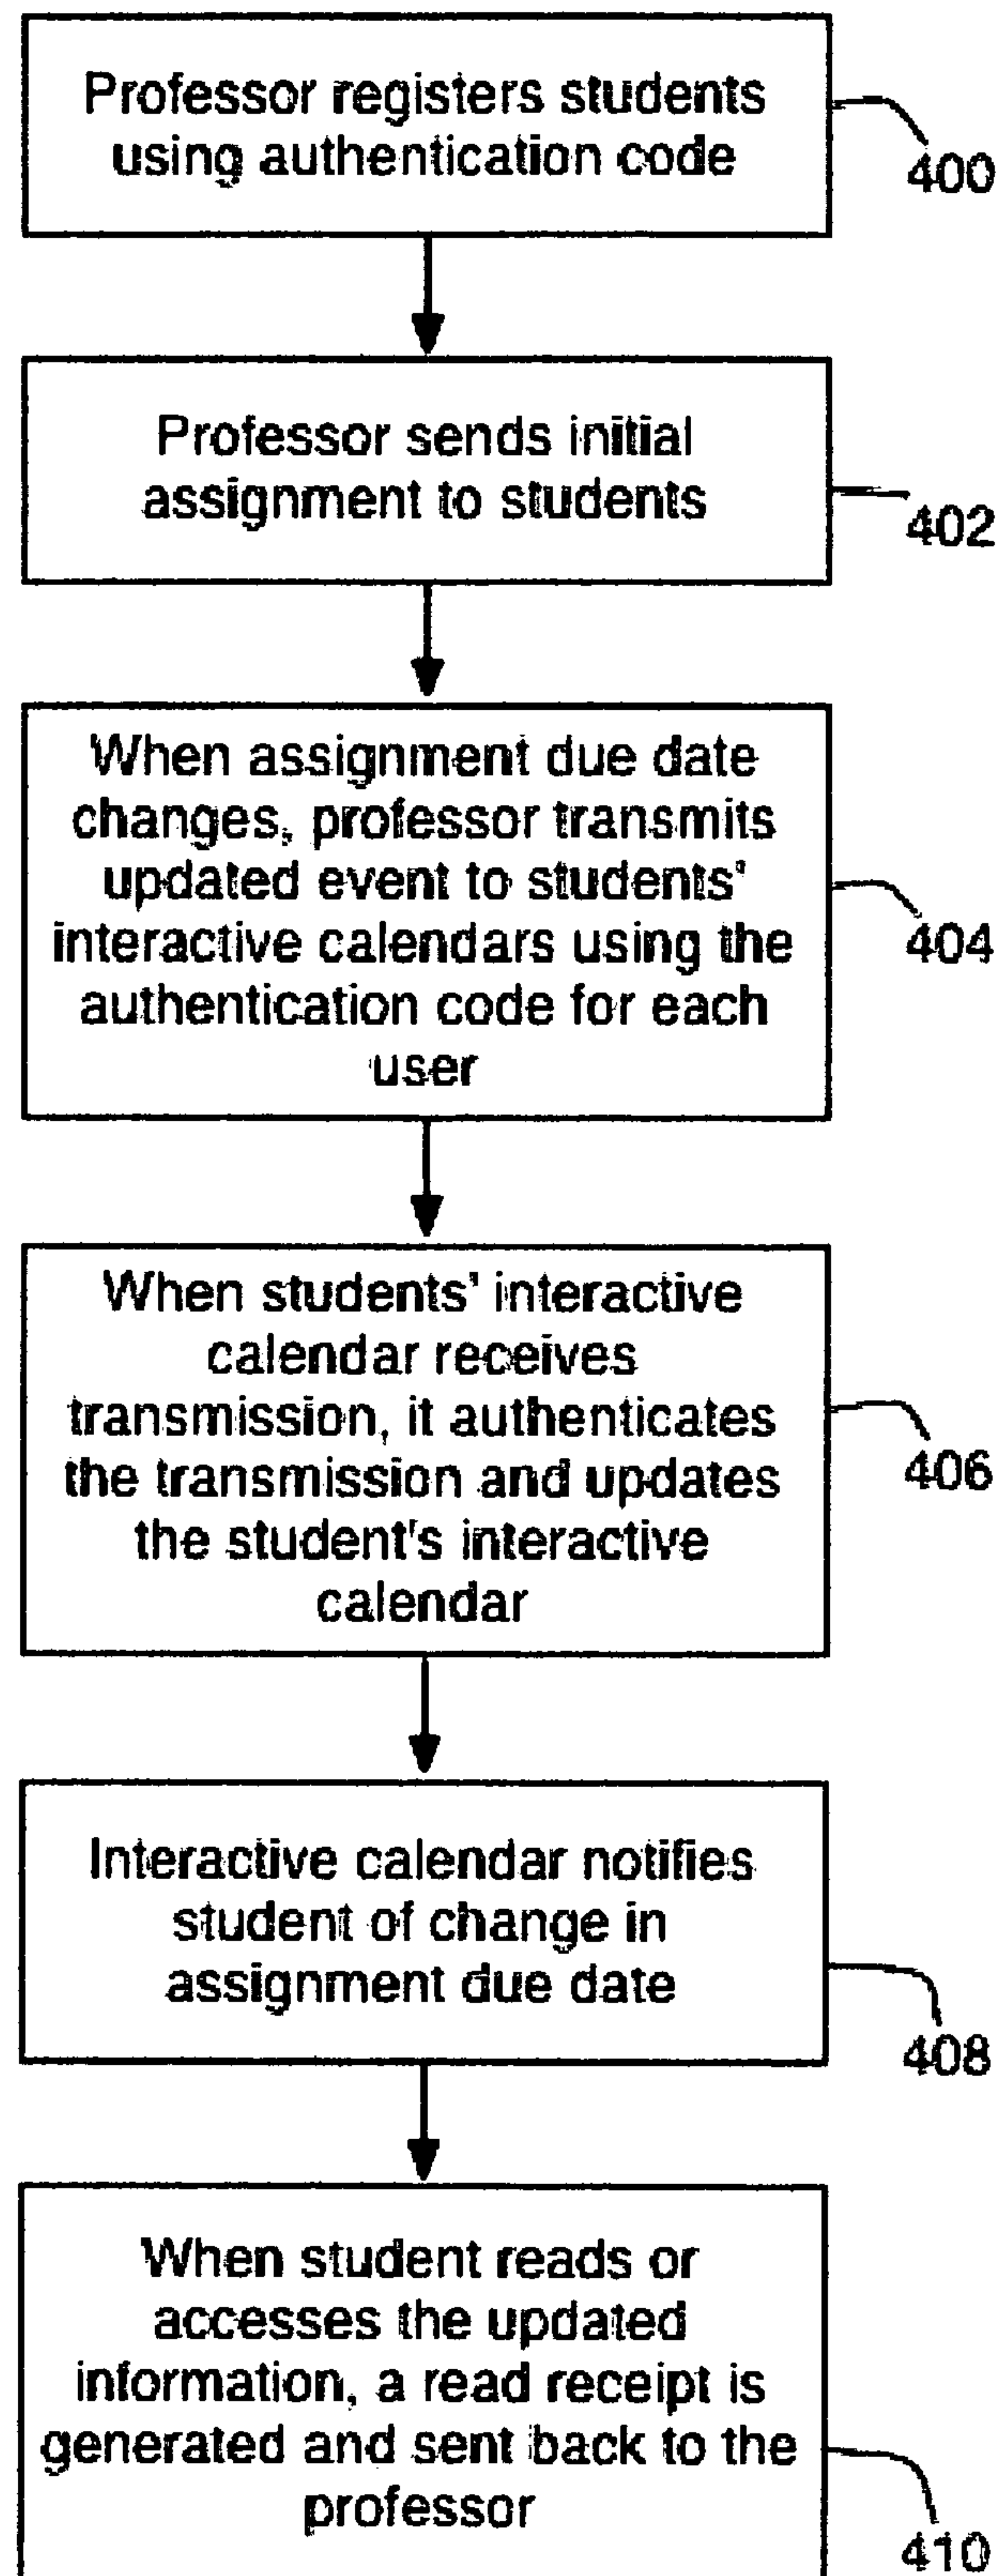 Professor registers students
using authentication code
400
Professor sends initial
assignment to students
402
When assignment due date
changes, professor transmits
updated event to students'
interactive calendars using the
authentication code for each
user
404
When students' interactive
calendar receives
transmission, it authenticates
the transmission and updates
the student's interactive
calendar
406
Interactive calendar notifies
student of change in
assignment due date
408
When student reads or
accesses the updated
information, a read receipt is
generated and sent back to the
professor
410